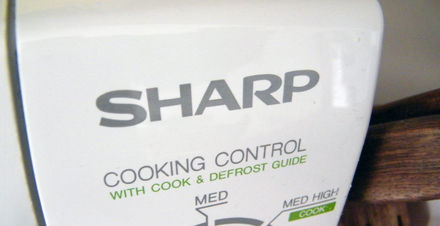 SHARP
COOKING CONTROL
WITH COOK & DEFROST GUIDE
MED
MED HIGH
COOK